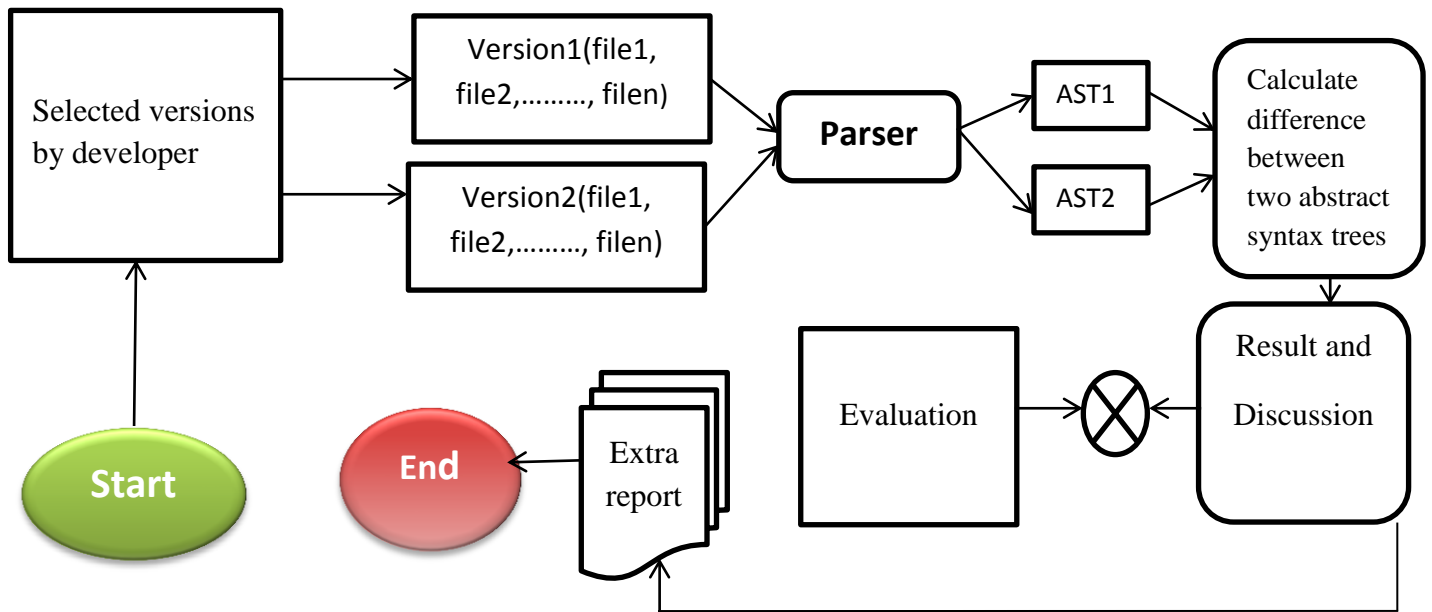 Selected versions
by developer
Version1(file1,
file2,………, filen)
Version2(file1,
file2,………, filen)
Parser
AST1
AST2
Calculate
difference
between
two abstract
syntax trees
Result and
Discussion
Evaluation
Extra
report
End
Start